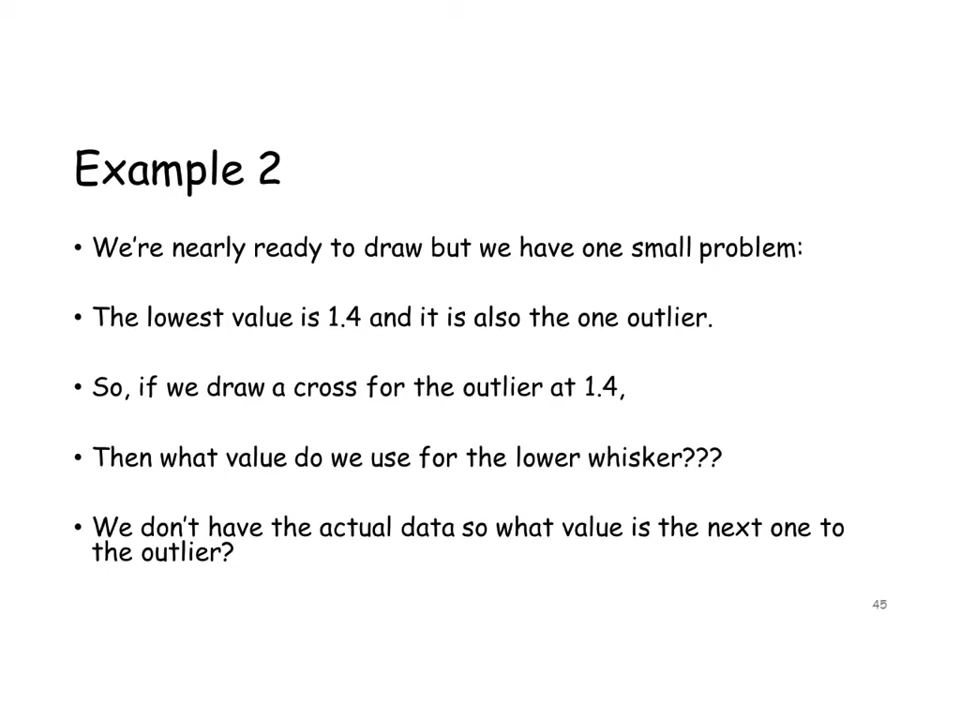 Example 2
• We're nearly ready to draw but we have one small problem:
• The lowest value is 1.4 and it is also the one outlier.
• So, if we draw a cross for the outlier at 1.4,
• Then what value do we use for the lower whisker???
• We don't have the actual data so what value is the next one to
the outlier?
45